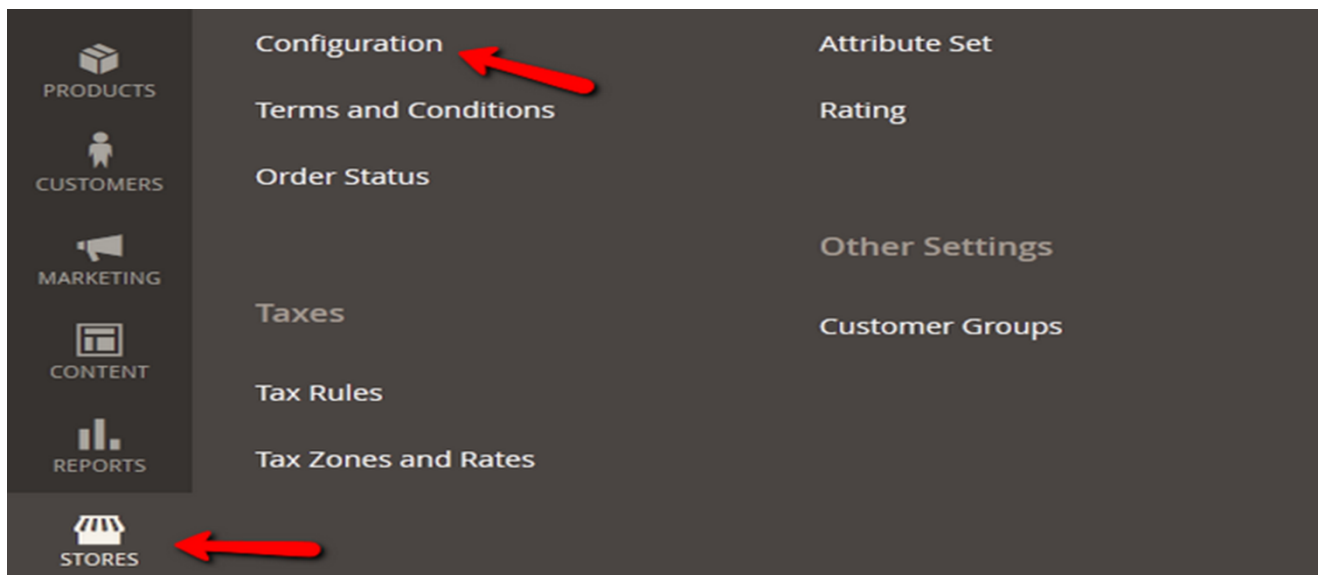 PRODUCTS
CUSTOMERS
MARKETING
CONTENT
REPORTS
STORES
Configuration
Terms and Conditions
Order Status
Taxes
Tax Rules
Tax Zones and Rates
Attribute Set
Rating
Other Settings
Customer Groups